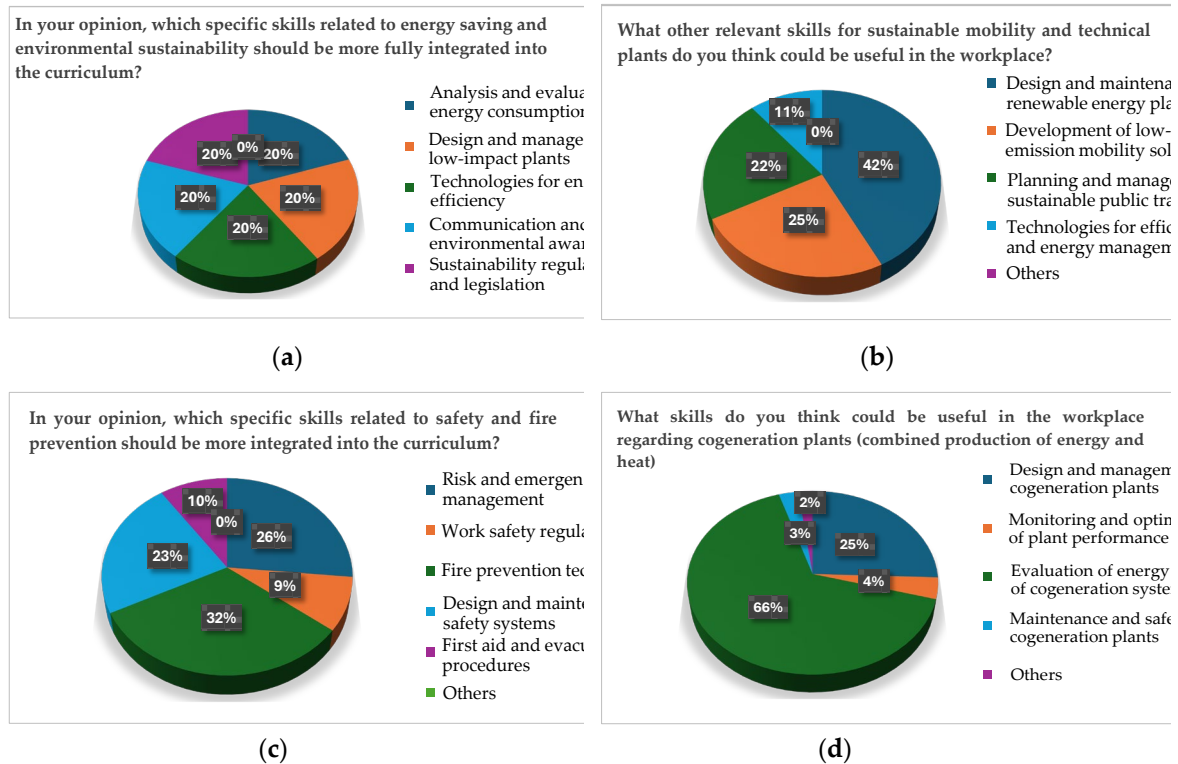 In your opinion, which specific skills related to energy saving and
environmental sustainability should be more fully integrated into
the curriculum?
Analysis and evalua
energy consumption
Design and manage
low-impact plants
Technologies for en
efficiency
Communication and
environmental awar
Sustainability regula
and legislation
0%
20%
20%
20%
20%
20%
(a)
What other relevant skills for sustainable mobility and technical
plants do you think could be useful in the workplace?
Design and maintena
renewable energy pla
Development of low-
emission mobility sol
Planning and manage
sustainable public tra
Technologies for effic
and energy managem
Others
11%
0%
42%
22%
25%
(b)
In your opinion, which specific skills related to safety and fire
prevention should be more integrated into the curriculum?
Risk and emergen
management
Work safety regula
Fire prevention tec
Design and mainte
safety systems
First aid and evacu
procedures
Others
10%
0%
26%
23%
9%
32%
(c)
What skills do you think could be useful in the workplace
regarding cogeneration plants (combined production of energy and
heat)
Design and managem
cogeneration plants
Monitoring and optim
of plant performance
Evaluation of energy
of cogeneration syste
Maintenance and safe
cogeneration plants
Others
2%
3%
25%
4%
66%
(d)